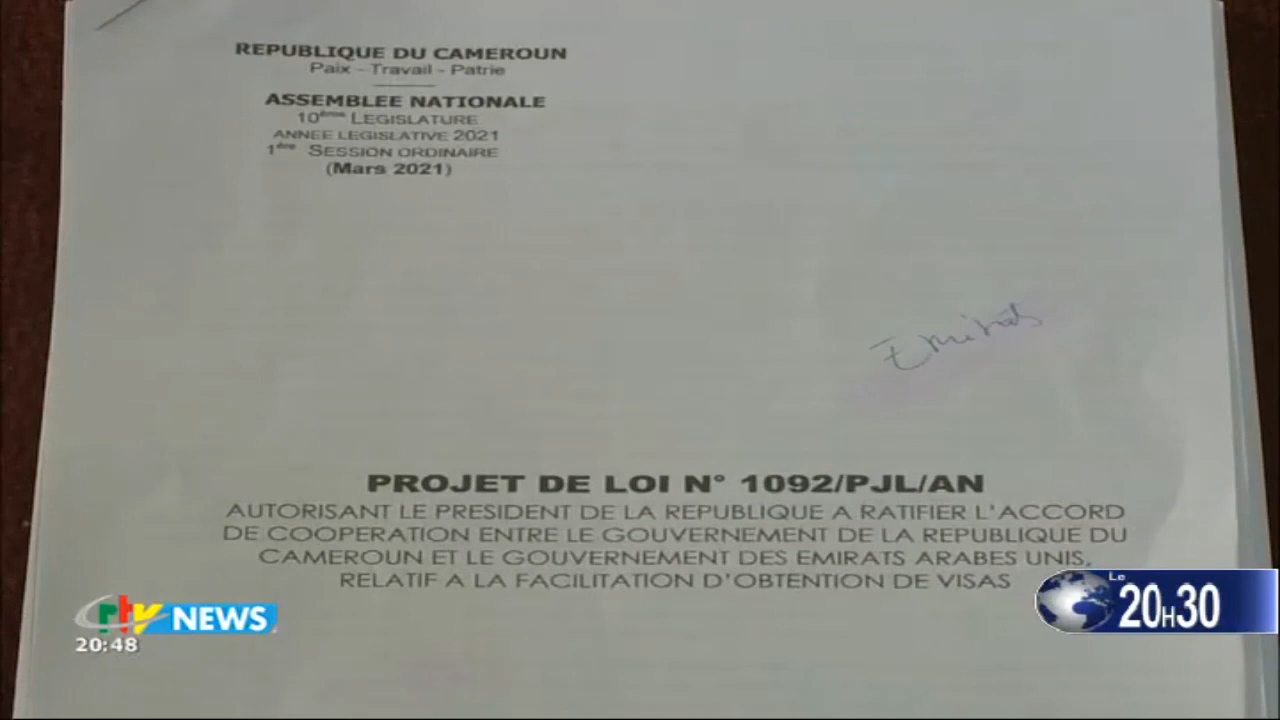 REPUBLIQUE DU CAMEROUN
Paix - Travail - Patrie
ASSEMBLEE NATIONALE
10ème LEGISLATURE
ANNEE LEGISLATIVE 2021
1ère SESSION ORDINAIRE
(Mars 2021)
Emirats
PROJET DE LOI N° 1092/PJL/AN
AUTORISANT LE PRESIDENT DE LA REPUBLIQUE A RATIFIER L'ACCORD
DE COOPERATION ENTRE LE GOUVERNEMENT DE LA REPUBLIQUE DU
CAMEROUN ET LE GOUVERNEMENT DES EMIRATS ARABES UNIS,
RELATIF A LA FACILITATION D'OBTENTION DE VISAS
rtv NEWS
20:48
Le
20H30